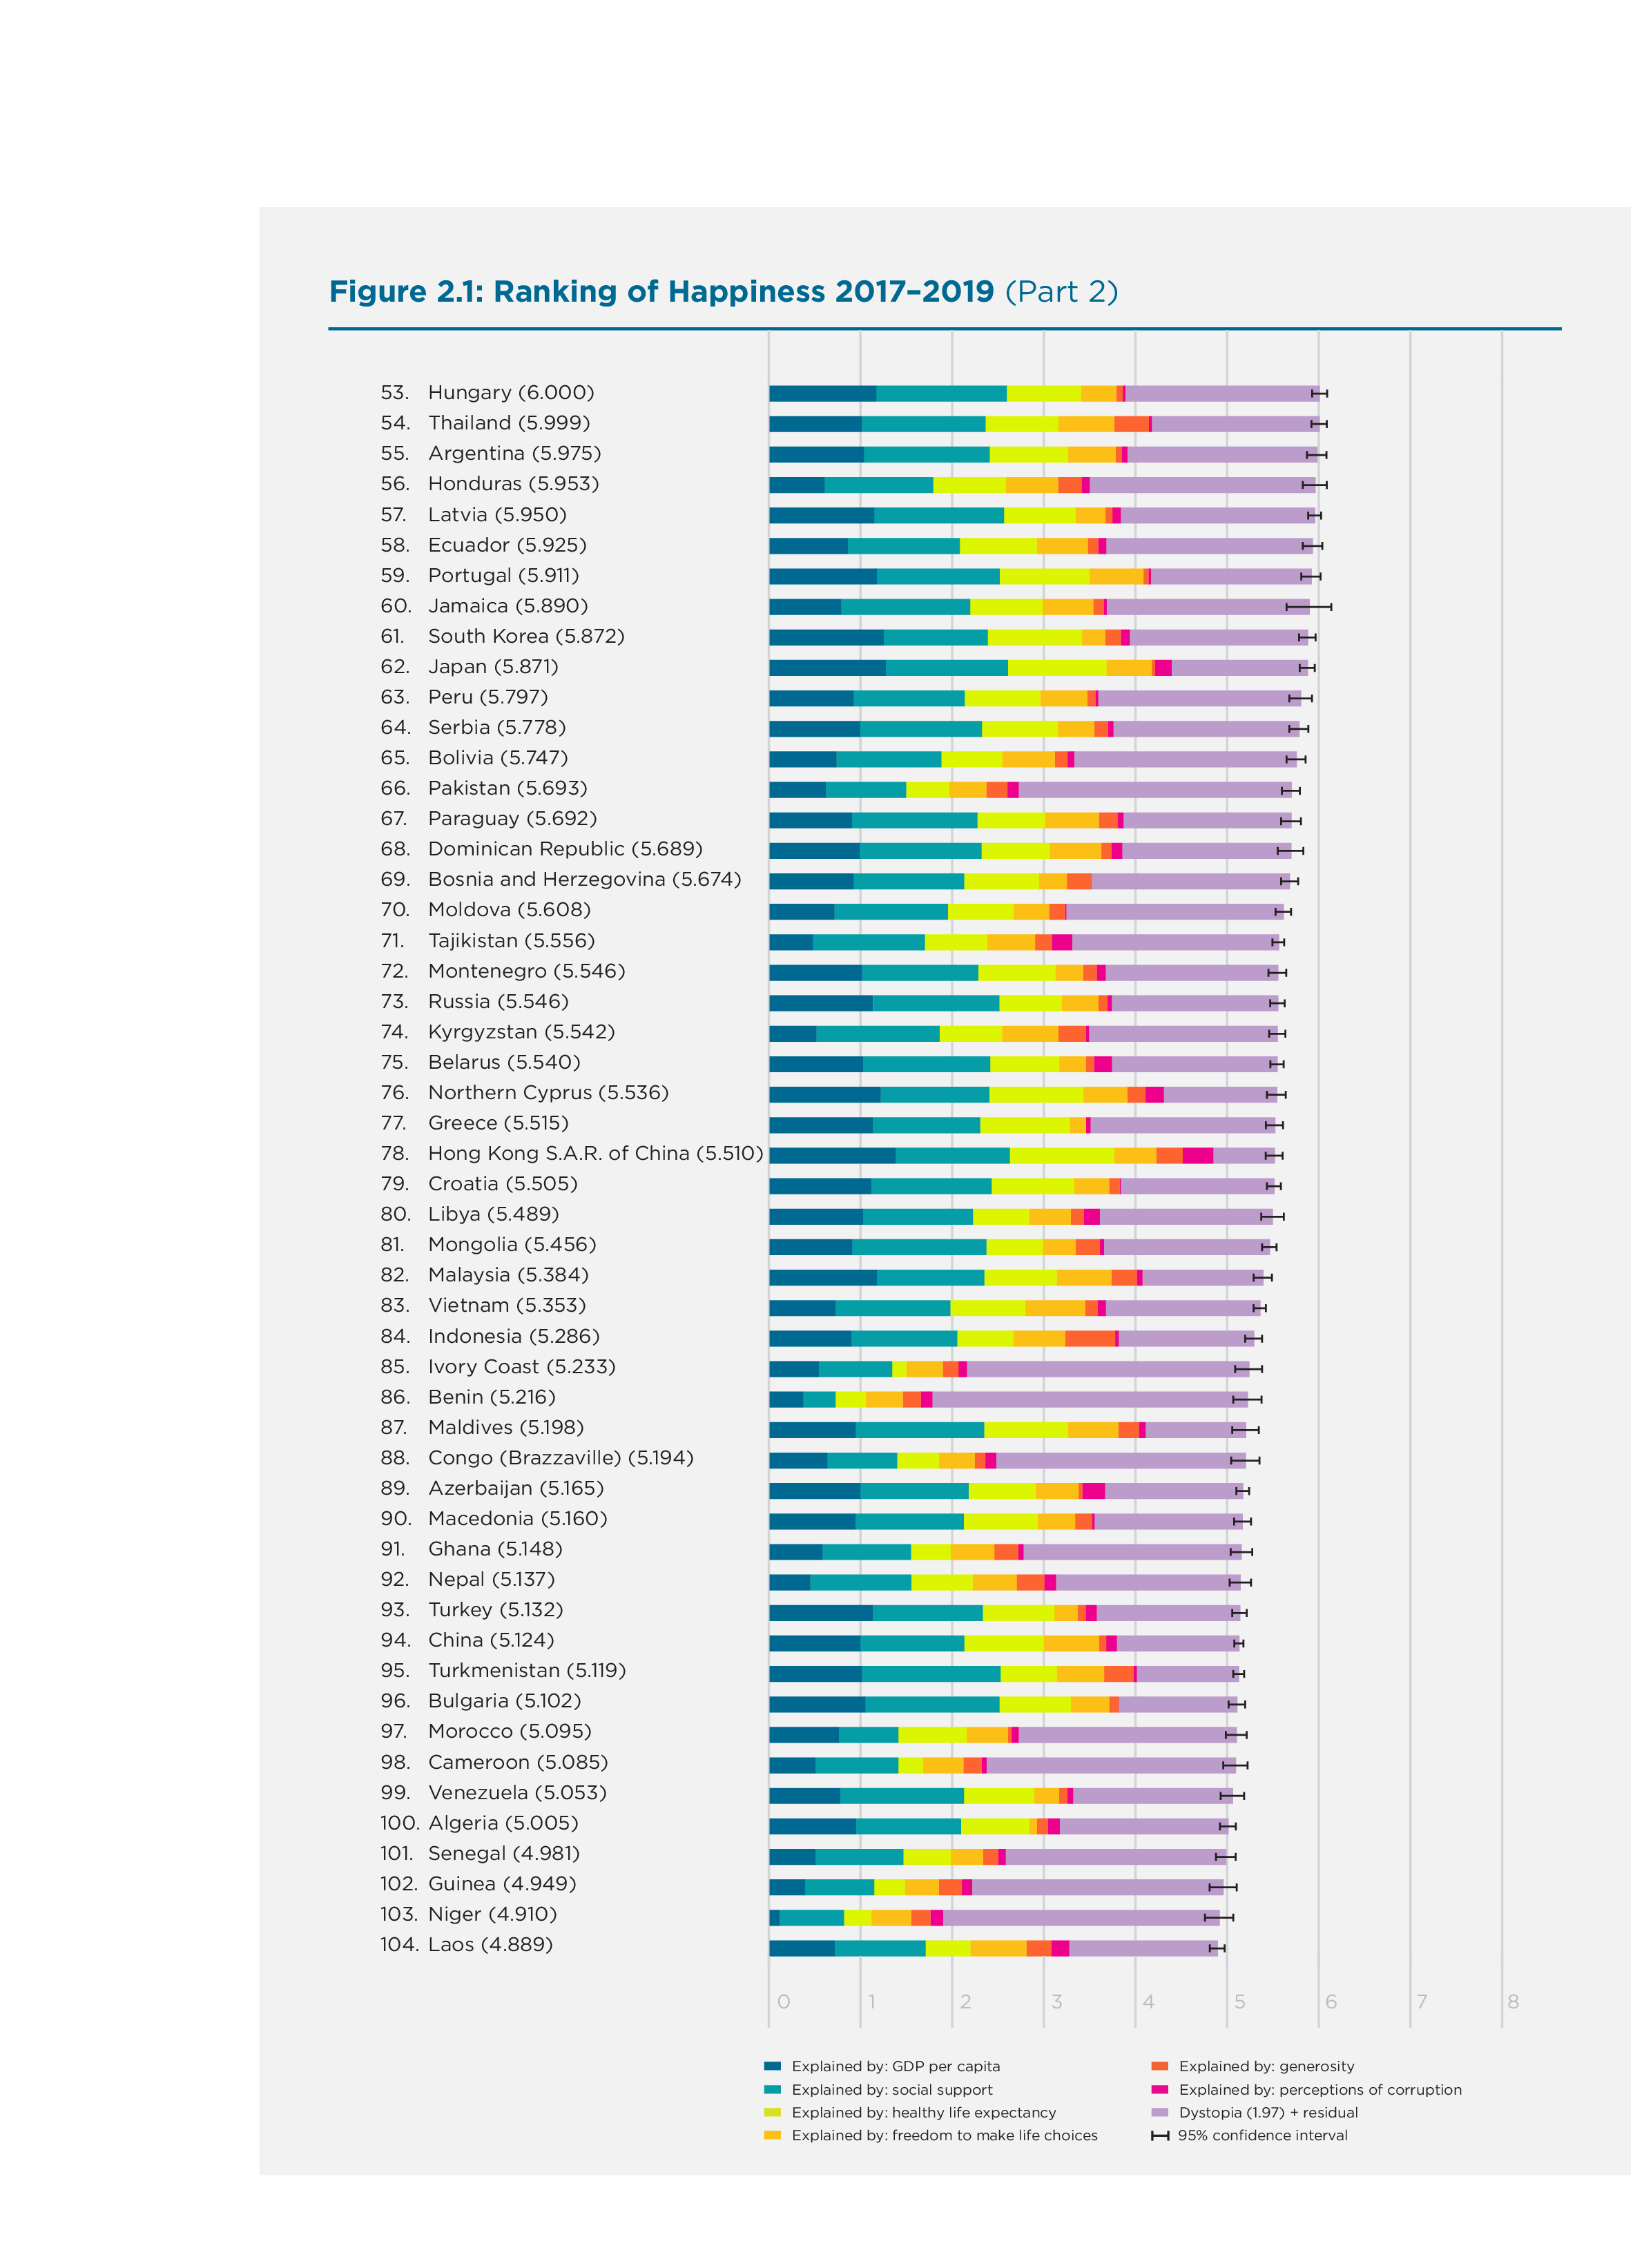 Figure 2.1: Ranking of Happiness 2017–2019 (Part 2)
53. Hungary (6.000)
54. Thailand (5.999)
55. Argentina (5.975)
56. Honduras (5.953)
57. Latvia (5.950)
58. Ecuador (5.925)
59. Portugal (5.911)
60. Jamaica (5.890)
61. South Korea (5.872)
62. Japan (5.871)
63. Peru (5.797)
64. Serbia (5.778)
65. Bolivia (5.747)
66. Pakistan (5.693)
67. Paraguay (5.692)
68. Dominican Republic (5.689)
69. Bosnia and Herzegovina (5.674)
70. Moldova (5.608)
71. Tajikistan (5.556)
72. Montenegro (5.546)
73. Russia (5.546)
74. Kyrgyzstan (5.542)
75. Belarus (5.540)
76. Northern Cyprus (5.536)
77. Greece (5.515)
78. Hong Kong S.A.R. of China (5.510)
79. Croatia (5.505)
80. Libya (5.489)
81. Mongolia (5.456)
82. Malaysia (5.384)
83. Vietnam (5.353)
84. Indonesia (5.286)
85. Ivory Coast (5.233)
86. Benin (5.216)
87. Maldives (5.198)
88. Congo (Brazzaville) (5.194)
89. Azerbaijan (5.165)
90. Macedonia (5.160)
91. Ghana (5.148)
92. Nepal (5.137)
93. Turkey (5.132)
94. China (5.124)
95. Turkmenistan (5.119)
96. Bulgaria (5.102)
97. Morocco (5.095)
98. Cameroon (5.085)
99. Venezuela (5.053)
100. Algeria (5.005)
101. Senegal (4.981)
102. Guinea (4.949)
103. Niger (4.910)
104. Laos (4.889)
0 1 2 3 4 5 6 7 8
Explained by: GDP per capita
Explained by: social support
Explained by: healthy life expectancy
Explained by: freedom to make life choices
Explained by: generosity
Explained by: perceptions of corruption
Dystopia (1.97) + residual
95% confidence interval